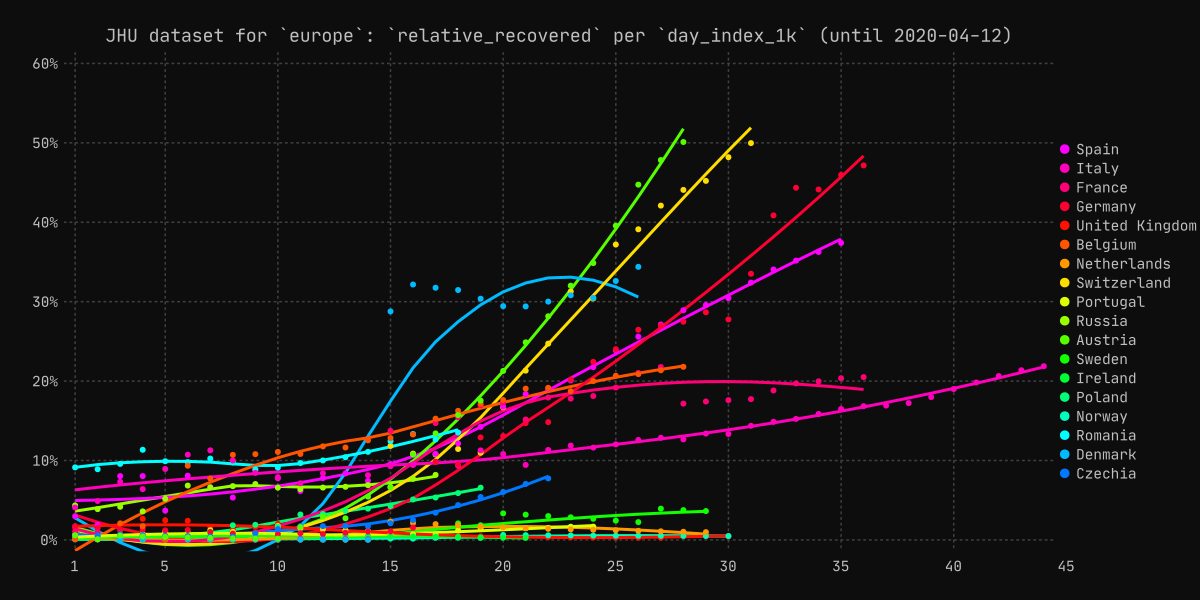 JHU dataset for `europe`: `relative_recovered` per `day_index_1k` (until 2020-04-12)
60%
50%
40%
30%
20%
10%
0%
1 5 10 15 20 25 30 35 40 45
Spain
Italy
France
Germany
United Kingdom
Belgium
Netherlands
Switzerland
Portugal
Russia
Austria
Sweden
Ireland
Poland
Norway
Romania
Denmark
Czechia